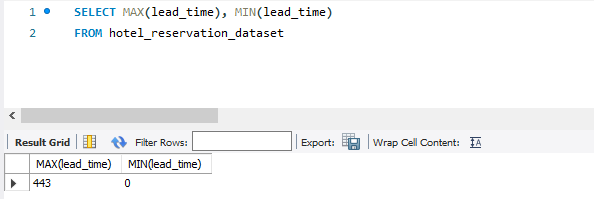 1 SELECT MAX(lead_time), MIN(lead_time)
2 FROM hotel_reservation_dataset
Result Grid Filter Rows: Export: Wrap Cell Content: IA
MAX(lead_time) MIN(lead_time)
443 0